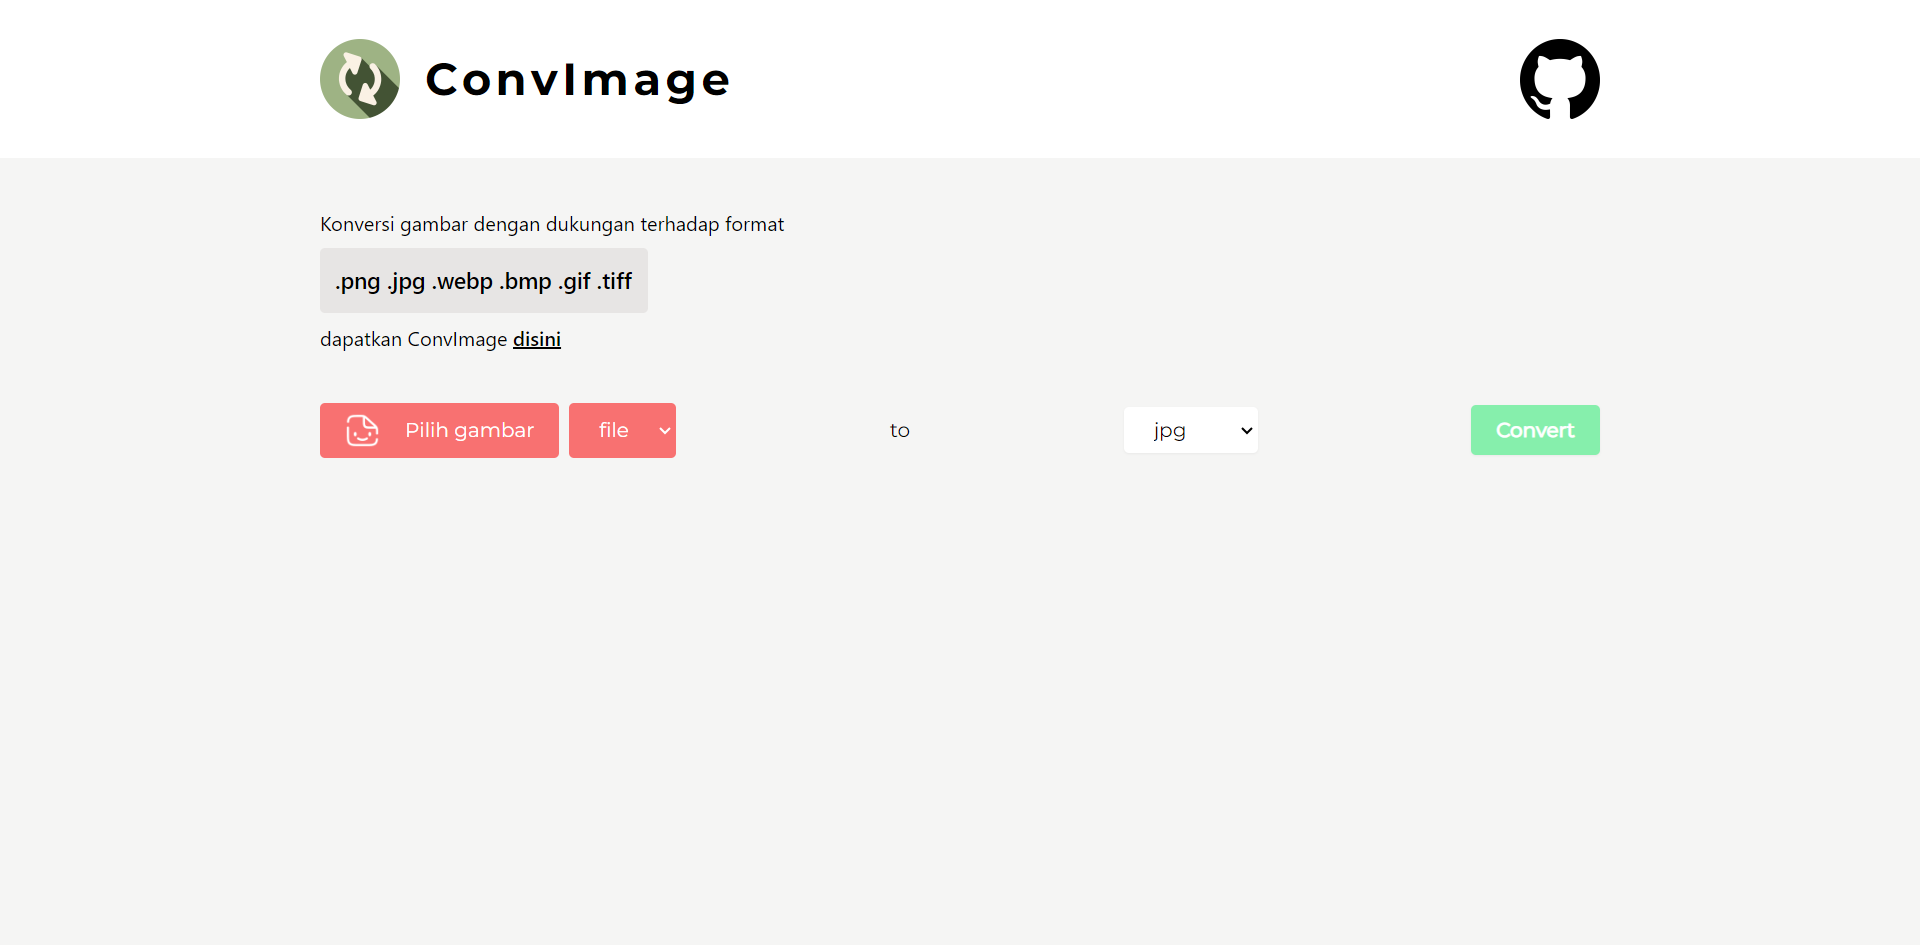 ConvImage
Konversi gambar dengan dukungan terhadap format
.png .jpg .webp .bmp .gif .tiff
dapatkan ConvImage disini
Pilih gambar file to jpg Convert